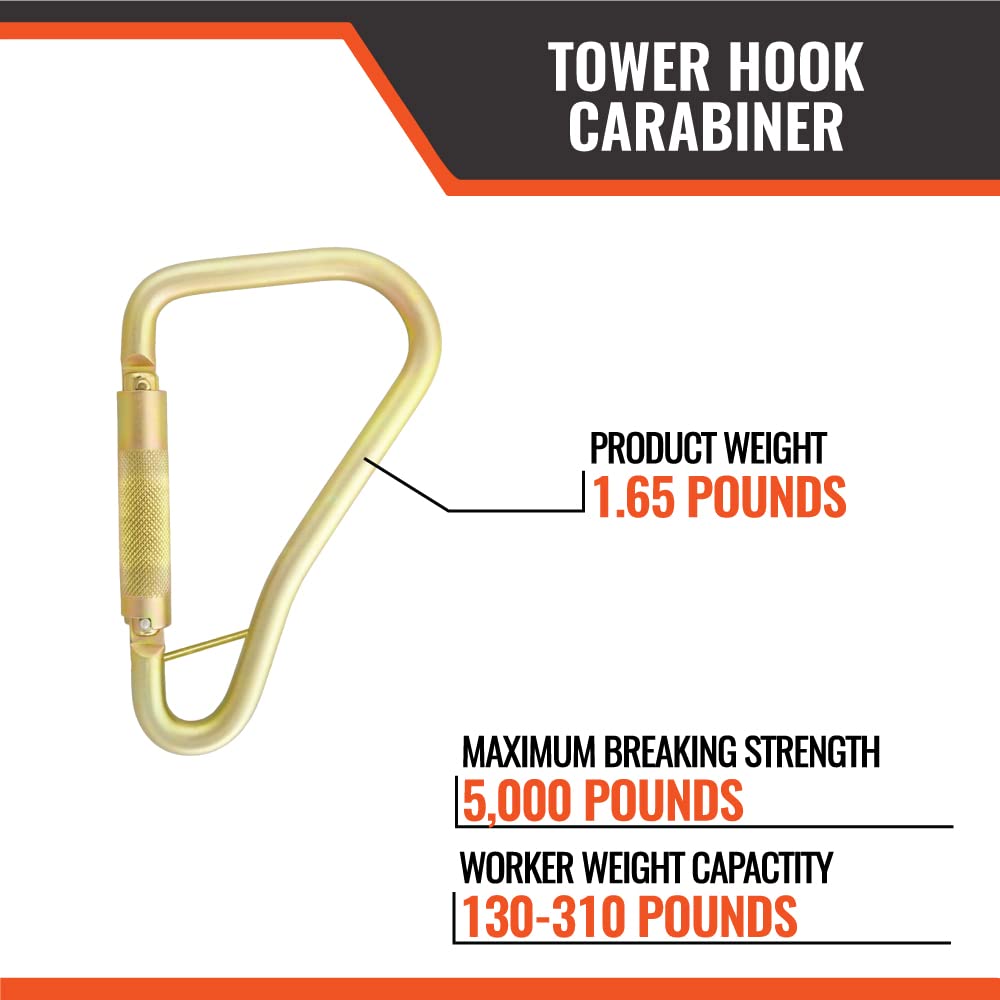 TOWER HOOK
CARABINER
PRODUCT WEIGHT
1.65 POUNDS
MAXIMUM BREAKING STRENGTH
5,000 POUNDS
WORKER WEIGHT CAPACTITY
130-310 POUNDS